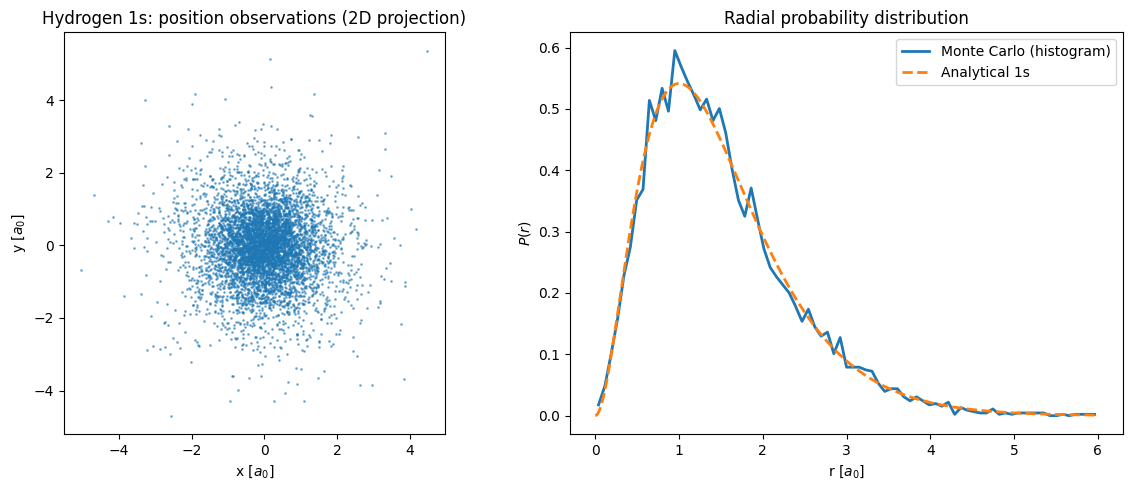 Hydrogen 1s: position observations (2D projection)
4
2
0
−2
−4
y [a₀]
−4 −2 0 2 4
x [a₀]
Radial probability distribution
Monte Carlo (histogram)
Analytical 1s
0.6
0.5
0.4
0.3
0.2
0.1
0.0
P(r)
0 1 2 3 4 5 6
r [a₀]